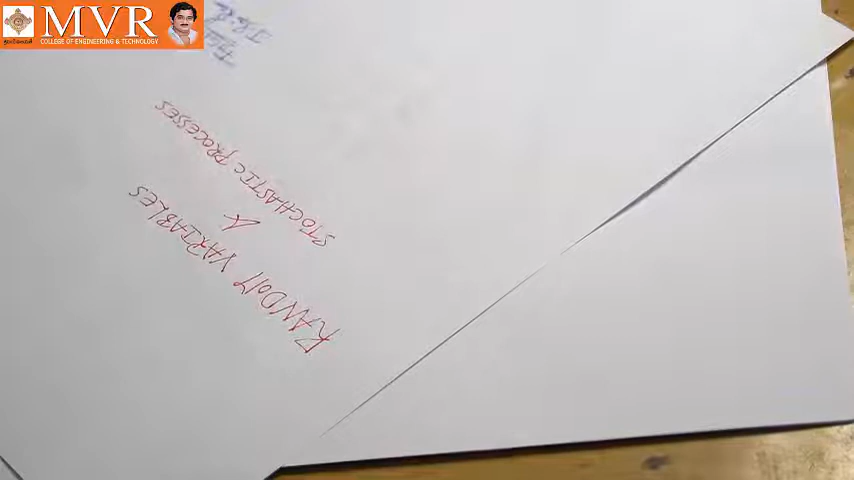 MVR
COLLEGE OF ENGINEERING & TECHNOLOGY
RANDOM VARIABLES
&
STOCHASTIC PROCESSES